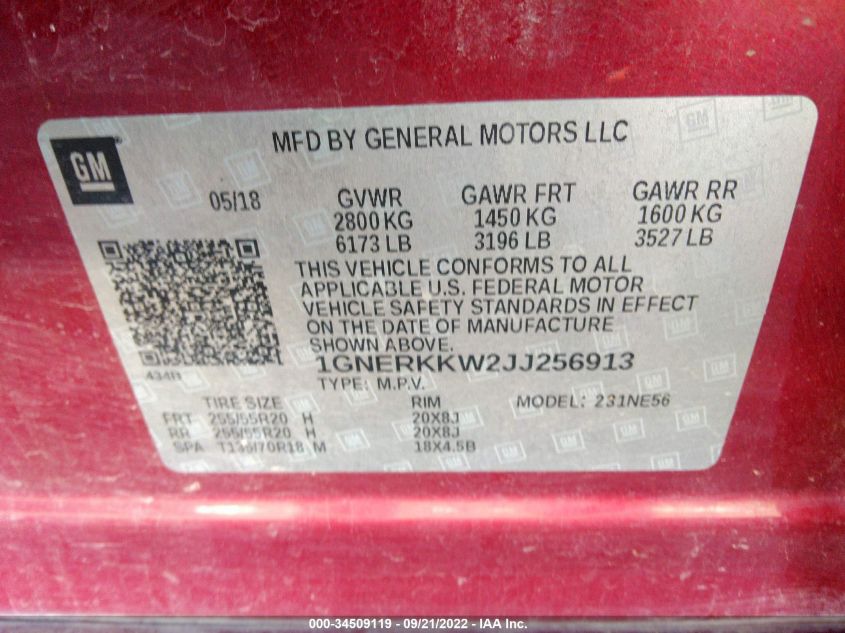 GM
MFD BY GENERAL MOTORS LLC
05/18 GVWR GAWR FRT GAWR RR
2800 KG 1450 KG 1600 KG
6173 LB 3196 LB 3527 LB
THIS VEHICLE CONFORMS TO ALL
APPLICABLE U.S. FEDERAL MOTOR
VEHICLE SAFETY STANDARDS IN EFFECT
ON THE DATE OF MANUFACTURE
SHOWN ABOVE.
434R
1GNERKKW2JJ256913
TYPE: M.P.V.
TIRE SIZE RIM MODEL: 231NE56
FRT 255/55R20 H 20X8J
RR 255/55R20 H 20X8J
SPA T135/70R18 M 18X4.5B
000-34509119 - 09/21/2022 - IAA Inc.